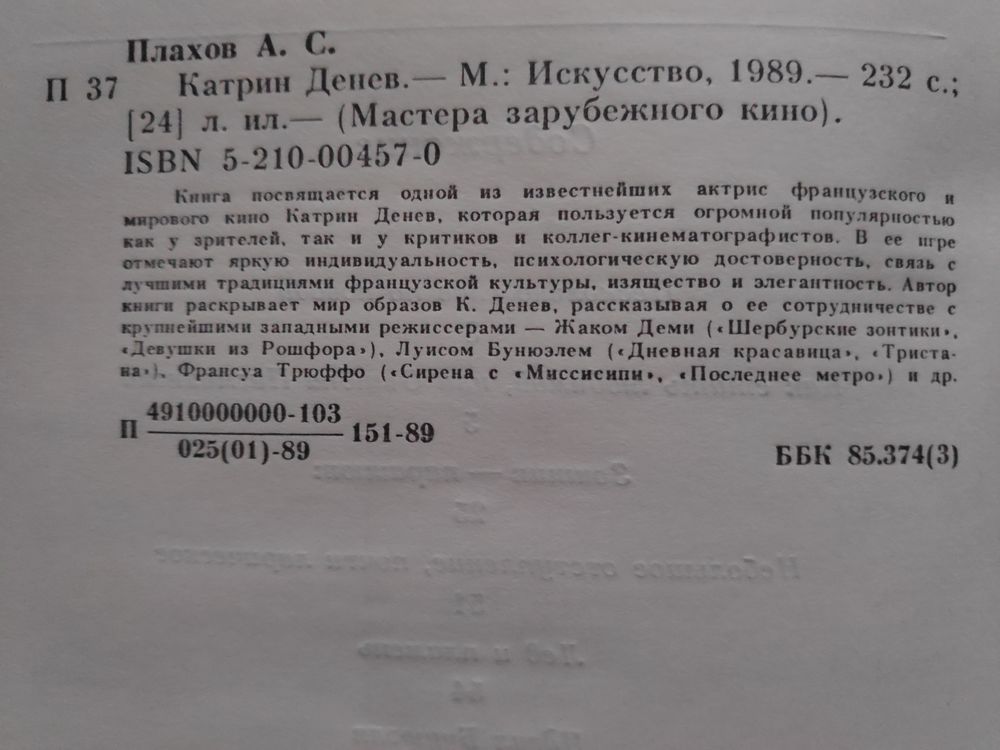 Плахов А. С.
П 37 Катрин Денев.— М.: Искусство, 1989.— 232 с.;
[24] л. ил.— (Мастера зарубежного кино).
ISBN 5-210-00457-0
Книга посвящается одной из известнейших актрис французского и
мирового кино Катрин Денев, которая пользуется огромной популярностью
как у зрителей, так и у критиков и коллег-кинематографистов. В ее игре
отмечают яркую индивидуальность, психологическую достоверность, связь с
лучшими традициями французской культуры, изящество и элегантность. Автор
книги раскрывает мир образов К. Денев, рассказывая о ее сотрудничестве с
крупнейшими западными режиссерами — Жаком Деми («Шербурские зонтики»,
«Девушки из Рошфора»), Луисом Бунюэлем («Дневная красавица», «Тристa-
на»), Франсуа Трюффо («Сирена с «Миссисипи», «Последнее метро») и др.
П 4910000000-103 151-89
025(01)-89
ББК 85.374(3)